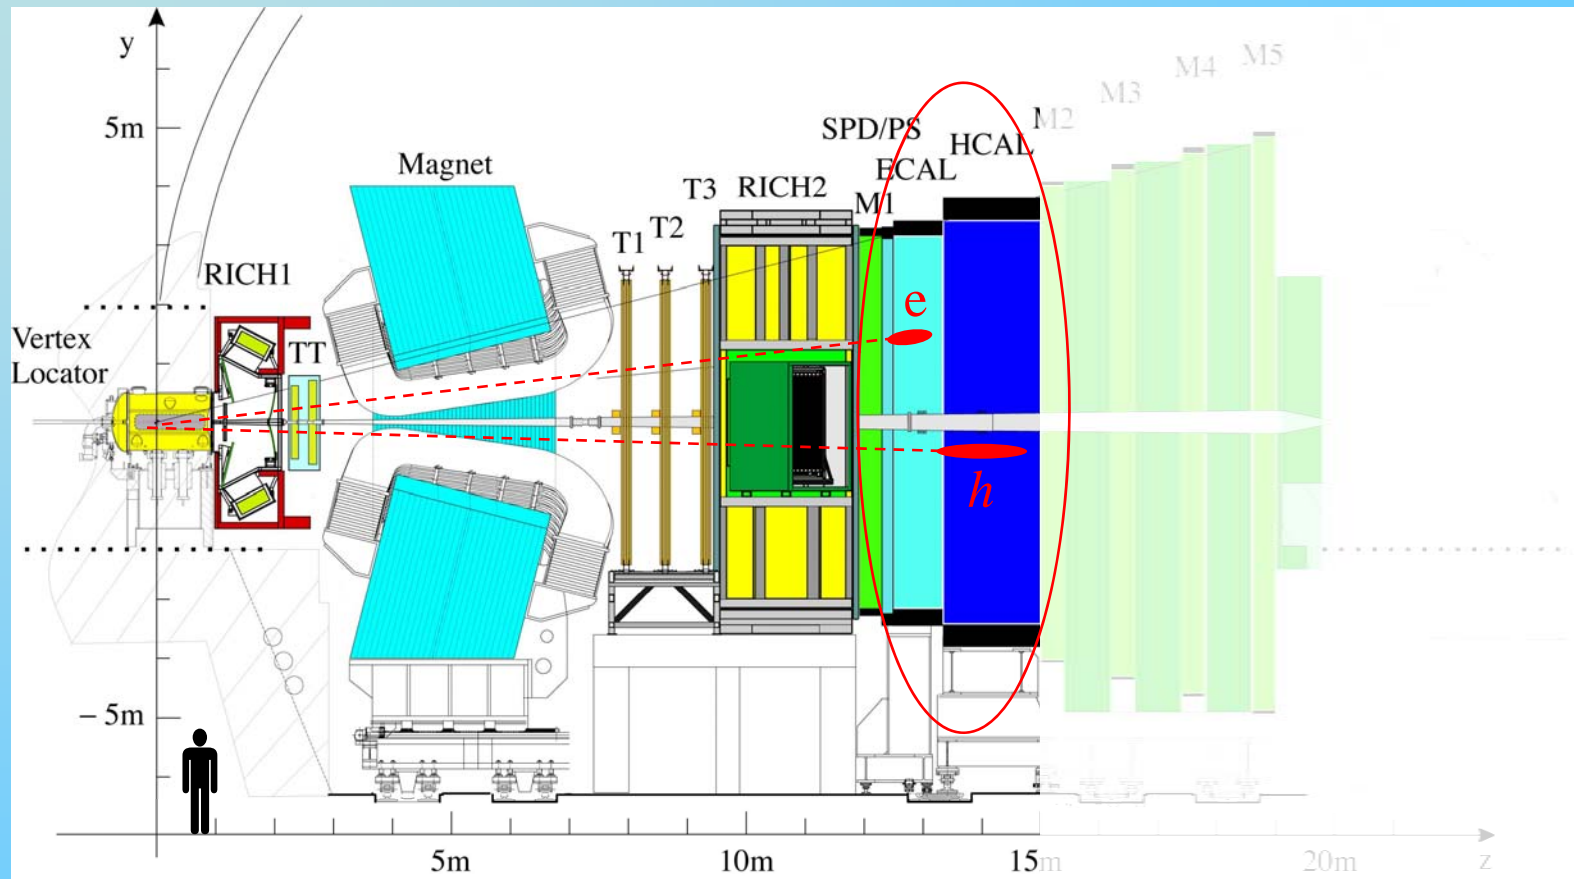 y
5m
Magnet
RICH1
Vertex
Locator
TT
T1
T2
T3
RICH2
M1
SPD/PS
ECAL
HCAL
M2
M3
M4
M5
e
h
− 5m
5m
10m
15m
20m
z